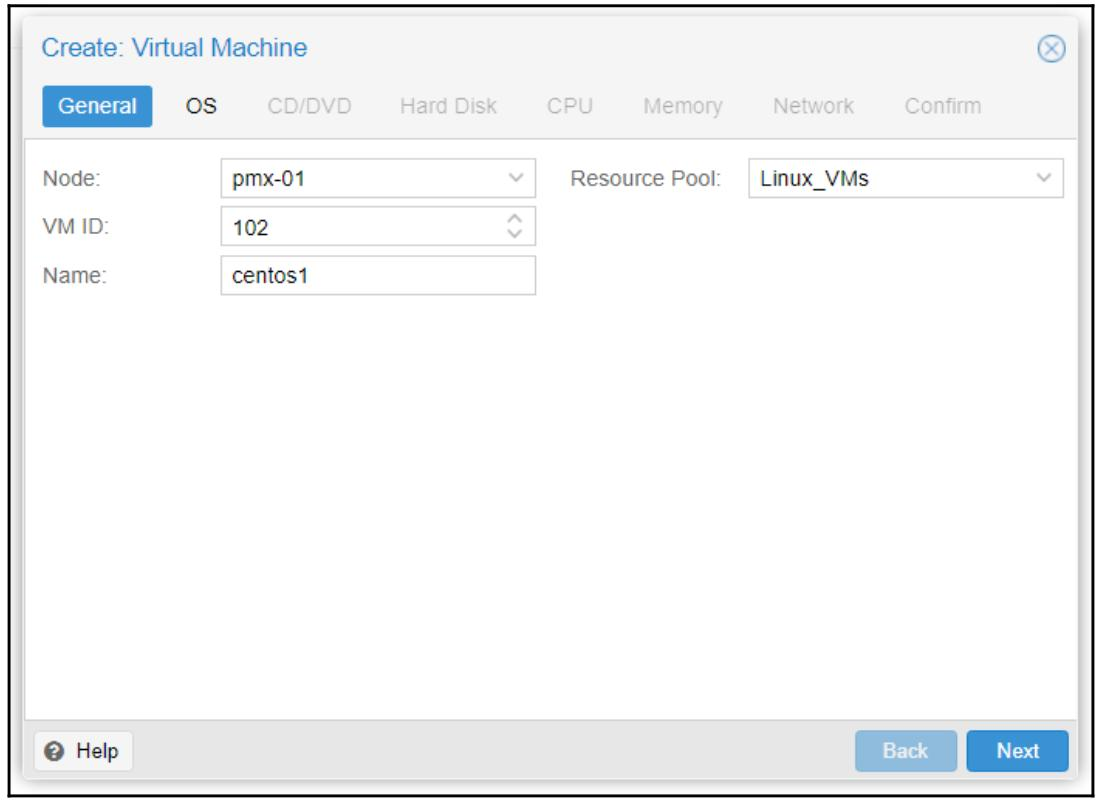 Create: Virtual Machine
General OS CD/DVD Hard Disk CPU Memory Network Confirm
Node: pmx-01 Resource Pool: Linux_VMs
VM ID: 102
Name: centos1
Help Back Next